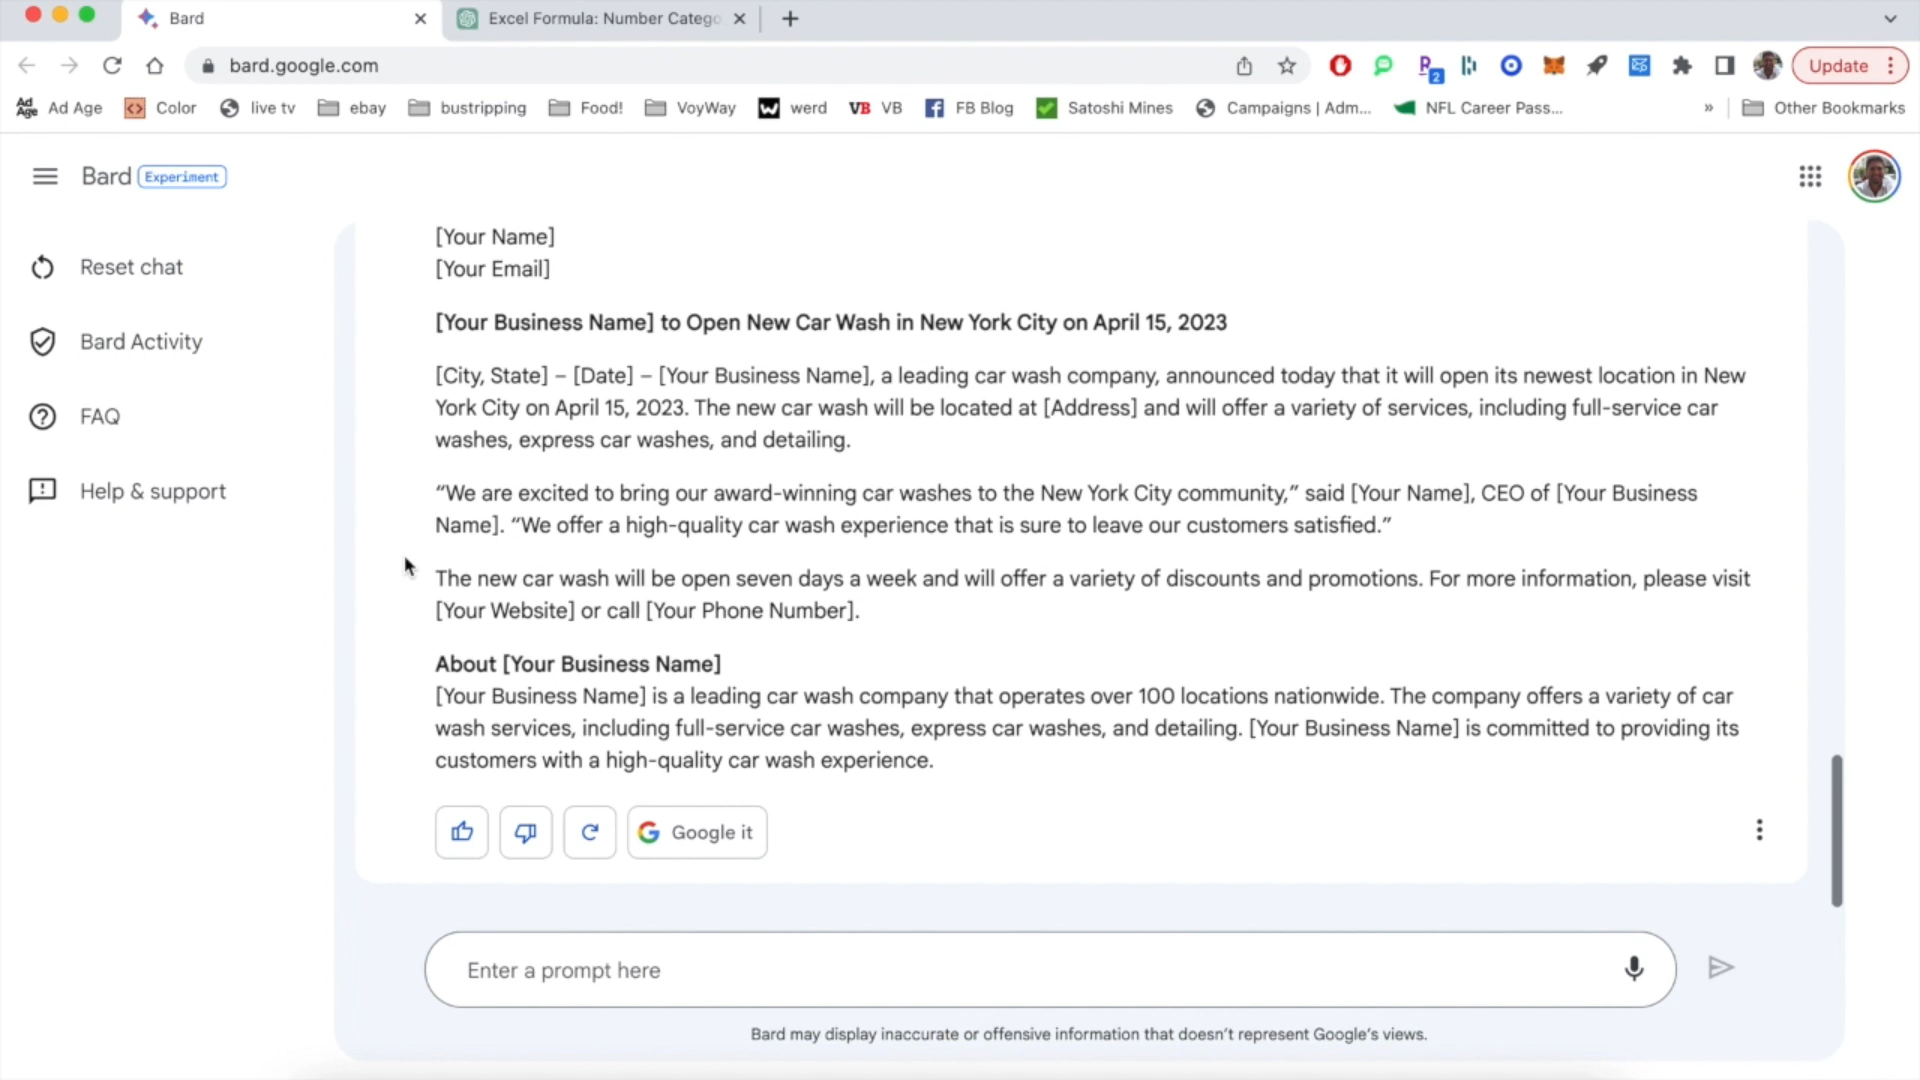 Bard
Excel Formula: Number Catego
bard.google.com
2
Update
Ad Age Ad Age
Color
live tv
ebay
bustripping
Food!
VoyWay
W werd
VB VB
FB Blog
Satoshi Mines
Campaigns | Adm...
NFL Career Pass...
»
Other Bookmarks
Bard Experiment
Reset chat
Bard Activity
FAQ
Help & support
[Your Name]
[Your Email]
[Your Business Name] to Open New Car Wash in New York City on April 15, 2023
[City, State] – [Date] – [Your Business Name], a leading car wash company, announced today that it will open its newest location in New
York City on April 15, 2023. The new car wash will be located at [Address] and will offer a variety of services, including full-service car
washes, express car washes, and detailing.
“We are excited to bring our award-winning car washes to the New York City community,” said [Your Name], CEO of [Your Business
Name]. “We offer a high-quality car wash experience that is sure to leave our customers satisfied.”
The new car wash will be open seven days a week and will offer a variety of discounts and promotions. For more information, please visit
[Your Website] or call [Your Phone Number].
About [Your Business Name]
[Your Business Name] is a leading car wash company that operates over 100 locations nationwide. The company offers a variety of car
wash services, including full-service car washes, express car washes, and detailing. [Your Business Name] is committed to providing its
customers with a high-quality car wash experience.
Google it
Enter a prompt here
Bard may display inaccurate or offensive information that doesn’t represent Google’s views.